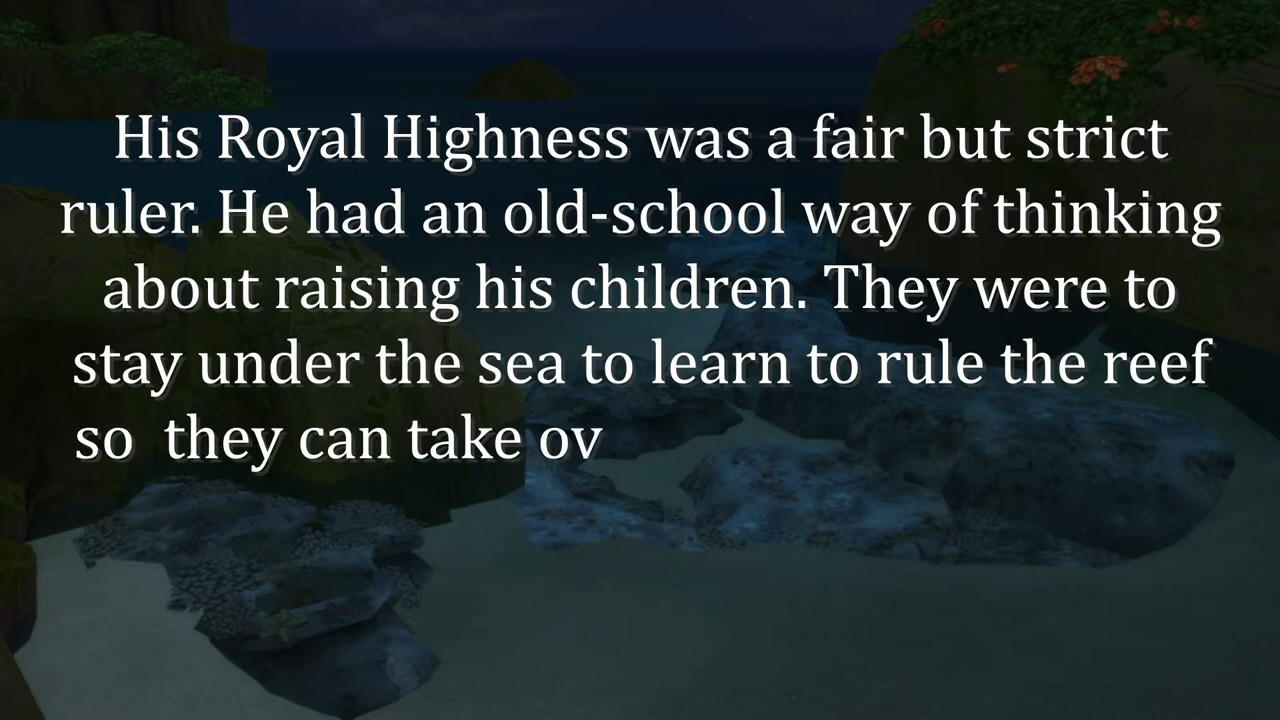 His Royal Highness was a fair but strict
ruler. He had an old-school way of thinking
about raising his children. They were to
stay under the sea to learn to rule the reef
so  they can take ov